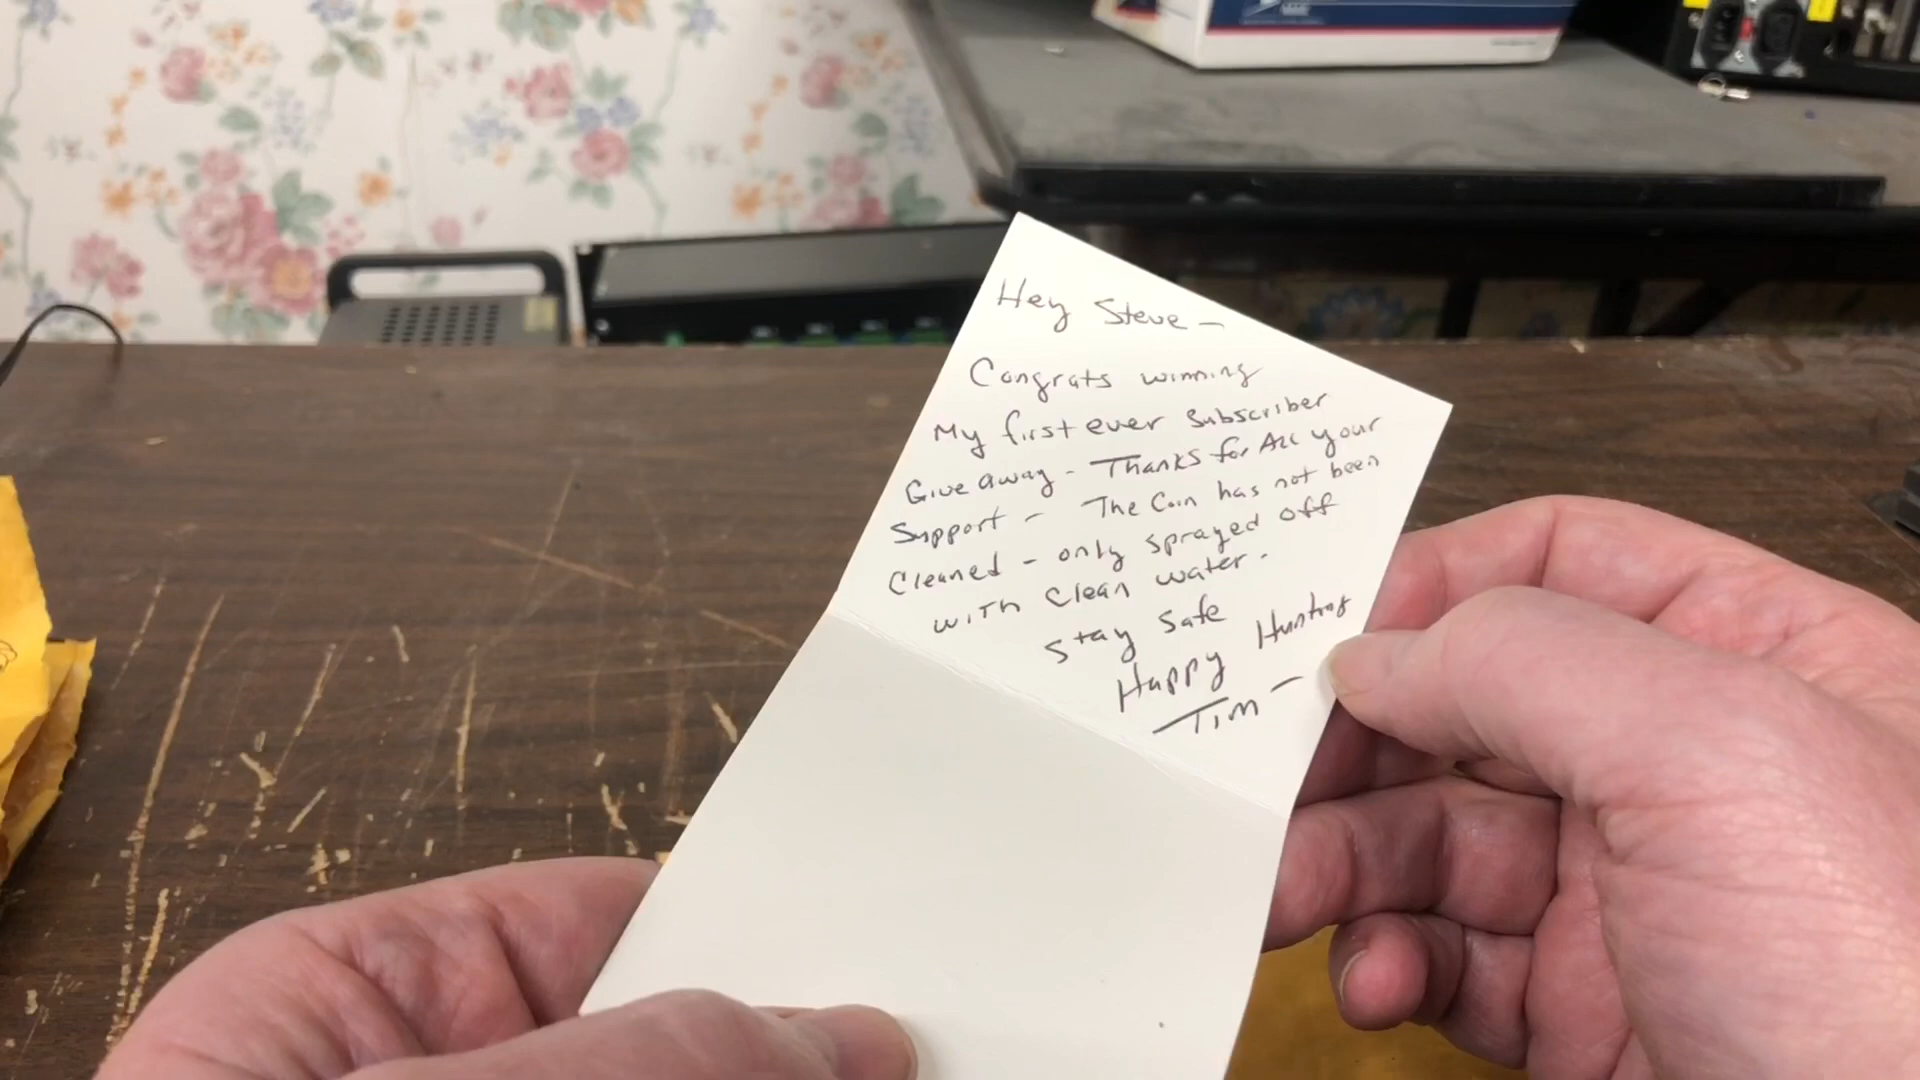 Hey Steve –
Congrats winning
My first ever Subscriber
Give away - Thanks for All your
Support - The Coin has not been
Cleaned - only sprayed off
with Clean water.
Stay Safe
Happy Hunting
Tim –